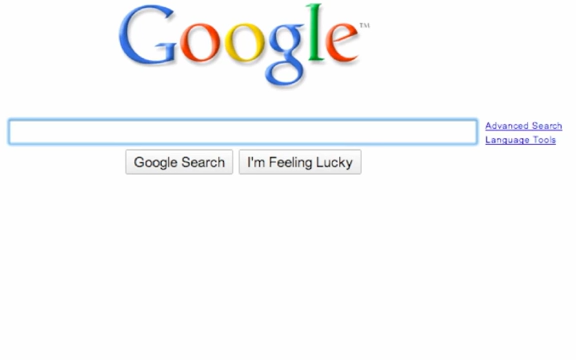 Google™
Advanced Search
Language Tools
Google Search
I'm Feeling Lucky